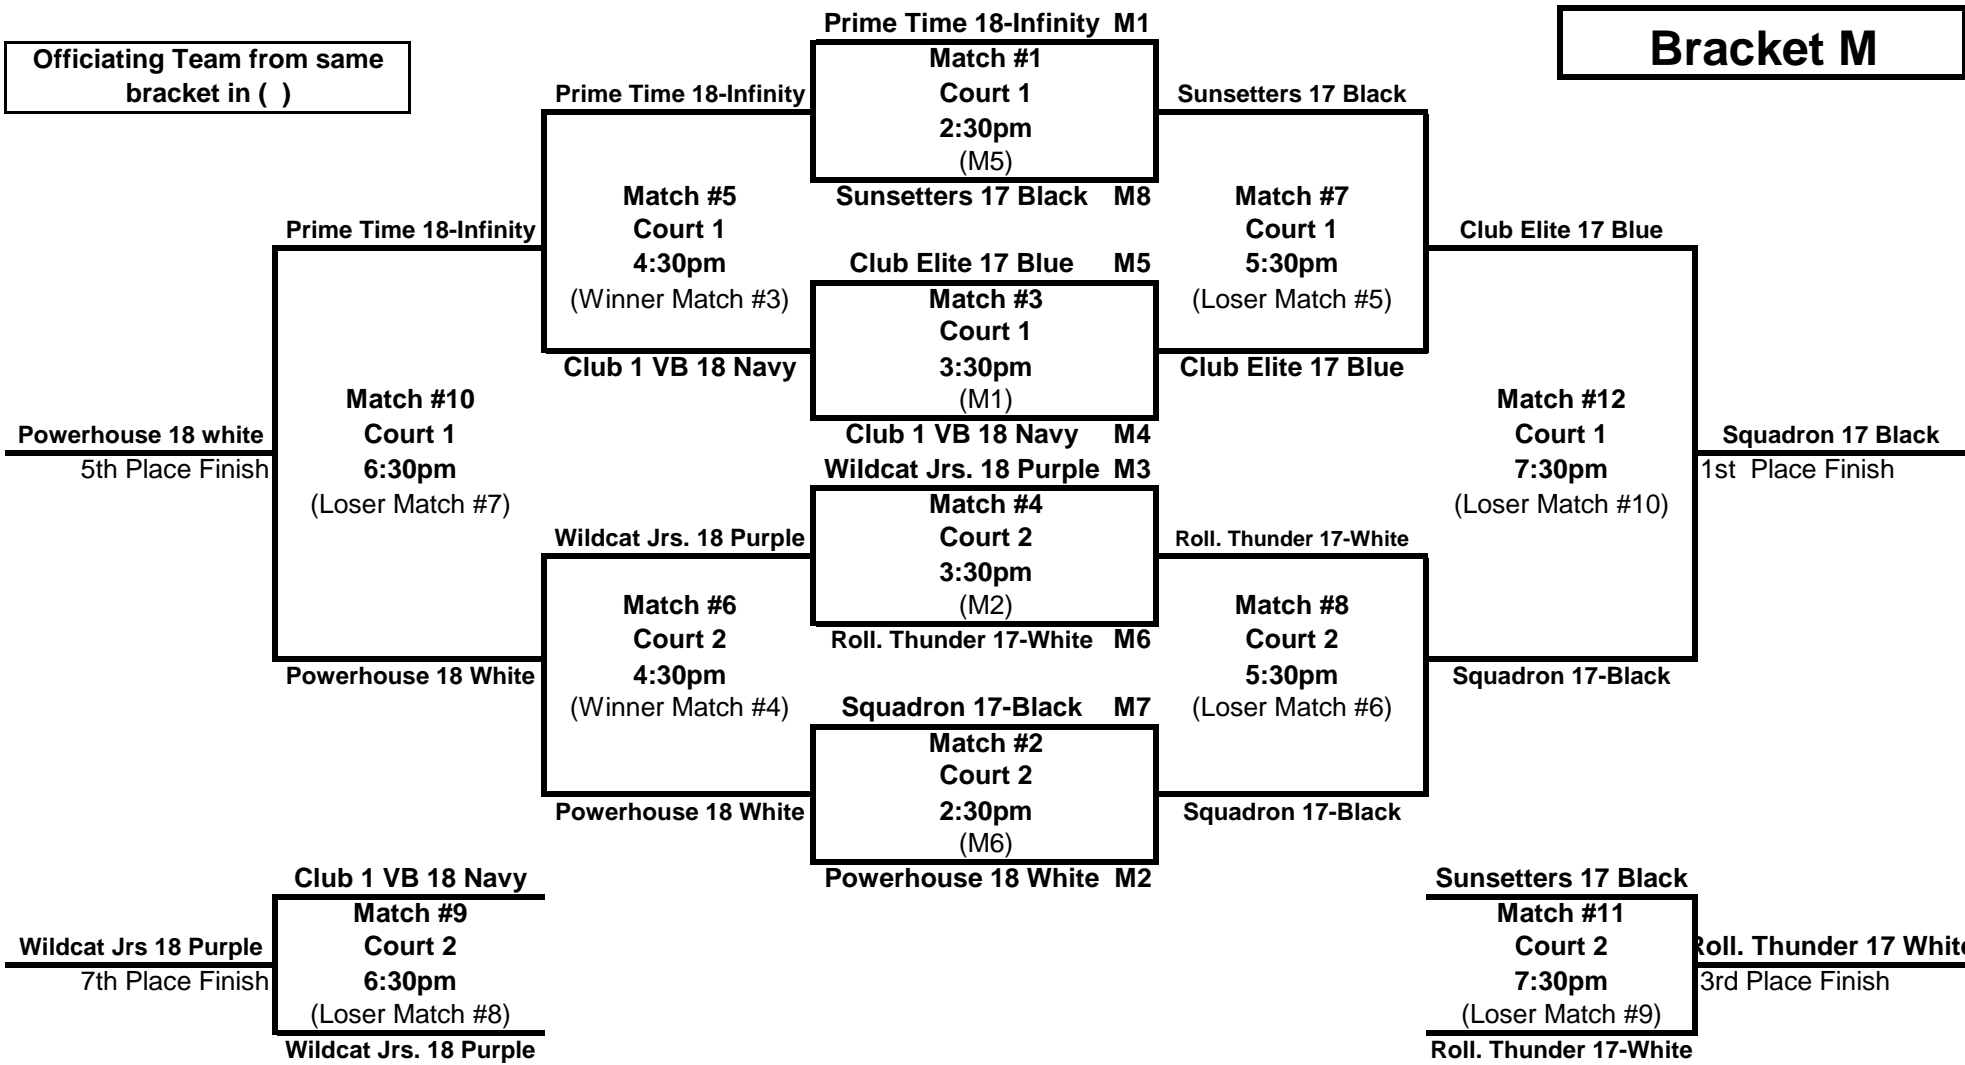 Prime Time 18-Infinity M1
Officiating Team from same
bracket in ( )
Bracket M
Match #1
Court 1
2:30pm
(M5)
Prime Time 18-Infinity
Sunsetters 17 Black
Sunsetters 17 Black M8
Match #5
Court 1
4:30pm
(Winner Match #3)
Match #7
Court 1
5:30pm
(Loser Match #5)
Prime Time 18-Infinity
Club Elite 17 Blue
Club Elite 17 Blue M5
Match #3
Court 1
3:30pm
(M1)
Club 1 VB 18 Navy
Club Elite 17 Blue
Club 1 VB 18 Navy M4
Match #10
Court 1
6:30pm
(Loser Match #7)
Match #12
Court 1
7:30pm
(Loser Match #10)
Powerhouse 18 white
5th Place Finish
Squadron 17 Black
1st Place Finish
Wildcat Jrs. 18 Purple M3
Match #4
Court 2
3:30pm
(M2)
Wildcat Jrs. 18 Purple
Roll. Thunder 17-White
Roll. Thunder 17-White M6
Match #6
Court 2
4:30pm
(Winner Match #4)
Match #8
Court 2
5:30pm
(Loser Match #6)
Powerhouse 18 White
Squadron 17-Black
Squadron 17-Black M7
Match #2
Court 2
2:30pm
(M6)
Powerhouse 18 White
Squadron 17-Black
Powerhouse 18 White M2
Club 1 VB 18 Navy
Match #9
Court 2
6:30pm
(Loser Match #8)
Wildcat Jrs. 18 Purple
Wildcat Jrs 18 Purple
7th Place Finish
Sunsetters 17 Black
Match #11
Court 2
7:30pm
(Loser Match #9)
Roll. Thunder 17-White
Roll. Thunder 17 White
3rd Place Finish